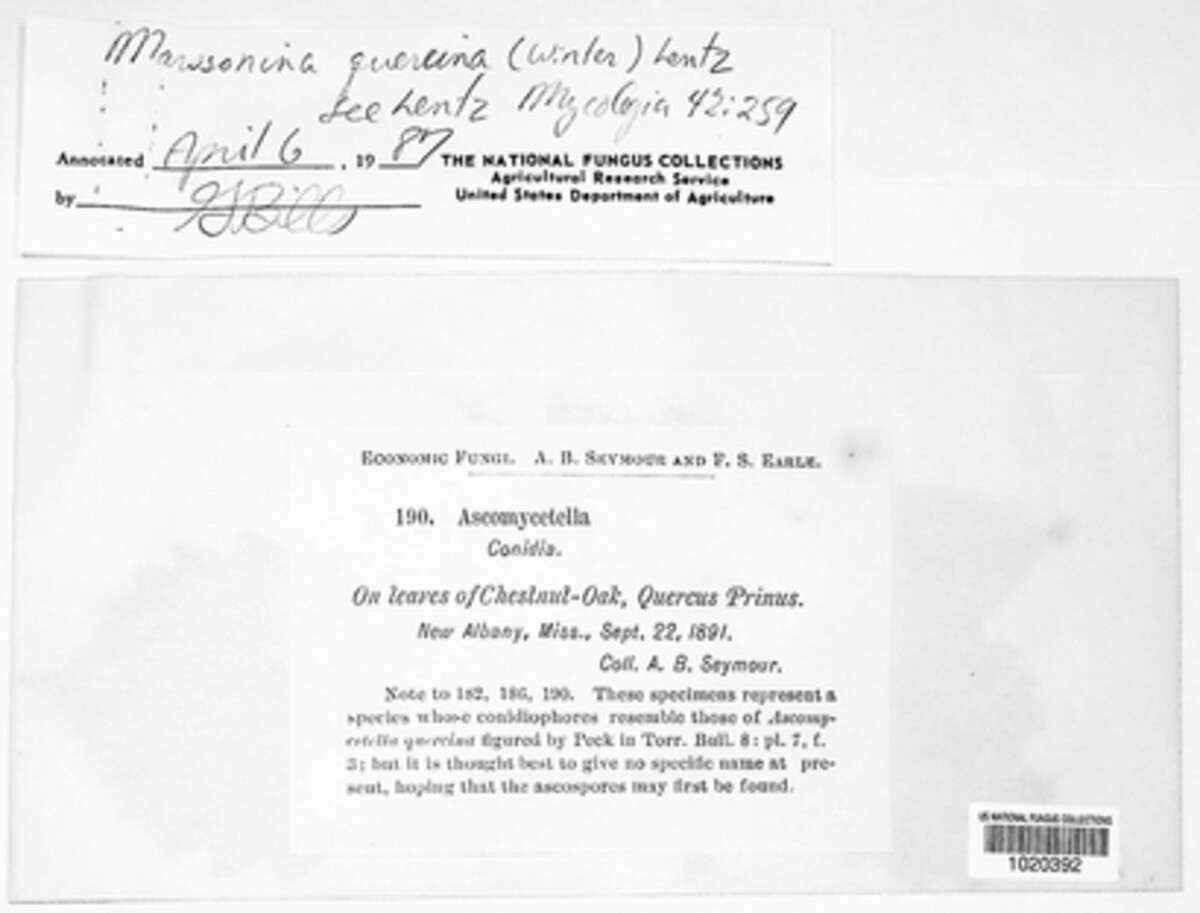 Marssonina quercina (Winter) Lentz
see Lentz Mycologia 42:259
Annotated April 6, 1987 THE NATIONAL FUNGUS COLLECTIONS
Agricultural Research Service
by G Bills United States Department of Agriculture
ECONOMIC FUNGI. A. B. SEYMOUR AND F. S. EARLE.
190. Ascomycetella
Conidia.
On leaves of Chestnut-Oak, Quercus Prinus.
New Albany, Miss., Sept. 22, 1891.
Coll. A. B. Seymour.
Note to 182, 186, 190. These specimens represent a
species whose conidiophores resemble those of Ascomy-
cetella quercina figured by Peck in Torr. Bull. 8: pl. 7, f.
3; but it is thought best to give no specific name at pre-
sent, hoping that the ascospores may first be found.
US NATIONAL FUNGUS COLLECTIONS
1020392